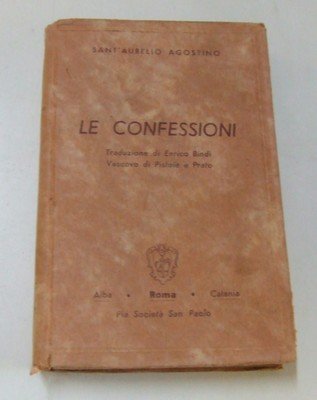 SANT'AURELIO AGOSTINO
LE CONFESSIONI
Traduzione di Enrico Bindi
Vescovo di Pistoia e Prato
Alba • Roma • Catania
Pia Società San Paolo